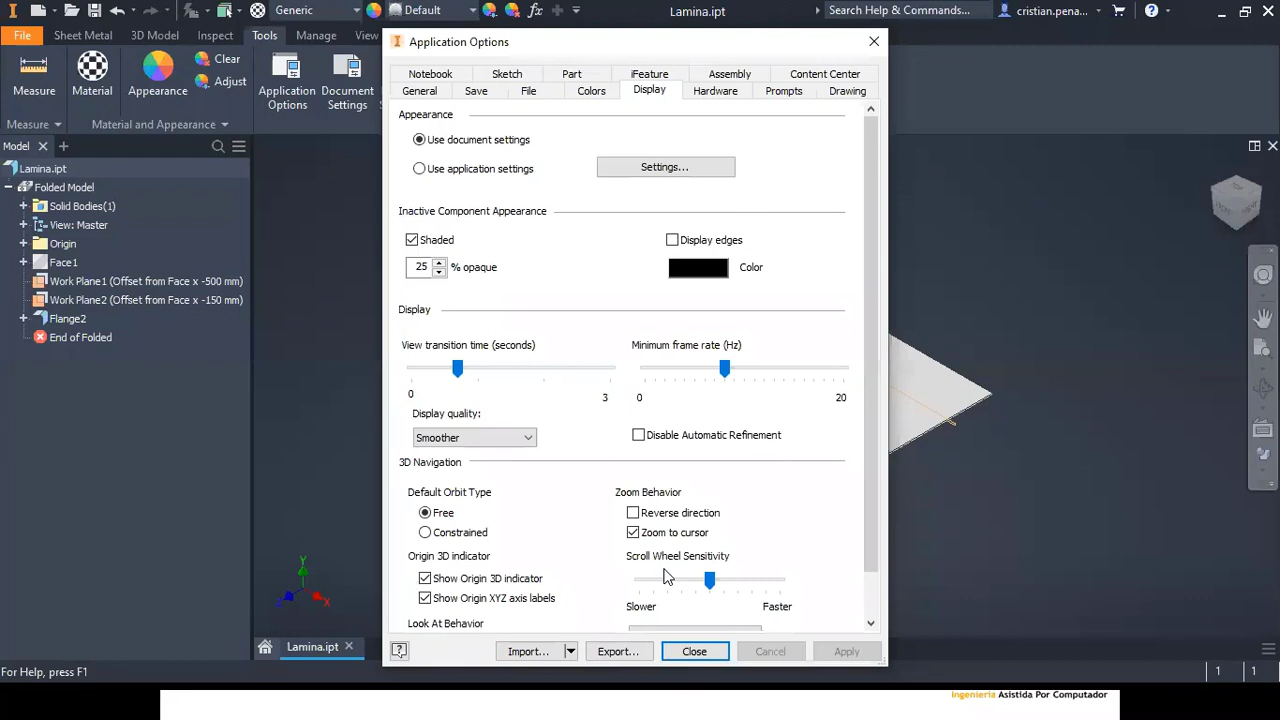 Generic
Default
Lamina.ipt
Search Help & Commands...
cristian.pena...
File
Sheet Metal
3D Model
Inspect
Tools
Manage
View
Measure
Material
Appearance
Clear
Adjust
Application
Options
Document
Settings
Measure
Material and Appearance
Model
Lamina.ipt
Folded Model
Solid Bodies(1)
View: Master
Origin
Face1
Work Plane1 (Offset from Face x -500 mm)
Work Plane2 (Offset from Face x -150 mm)
Flange2
End of Folded
Application Options
Notebook
Sketch
Part
iFeature
Assembly
Content Center
General
Save
File
Colors
Display
Hardware
Prompts
Drawing
Appearance
Use document settings
Use application settings
Settings...
Inactive Component Appearance
Shaded
Display edges
25 % opaque
Color
Display
View transition time (seconds)
Minimum frame rate (Hz)
0 3
0 20
Display quality:
Smoother
Disable Automatic Refinement
3D Navigation
Default Orbit Type
Zoom Behavior
Free
Reverse direction
Constrained
Zoom to cursor
Origin 3D indicator
Scroll Wheel Sensitivity
Show Origin 3D indicator
Show Origin XYZ axis labels
Slower
Faster
Look At Behavior
Import...
Export...
Close
Cancel
Apply
Y
Z
X
Lamina.ipt
For Help, press F1
1 1
Ingeniería Asistida Por Computador